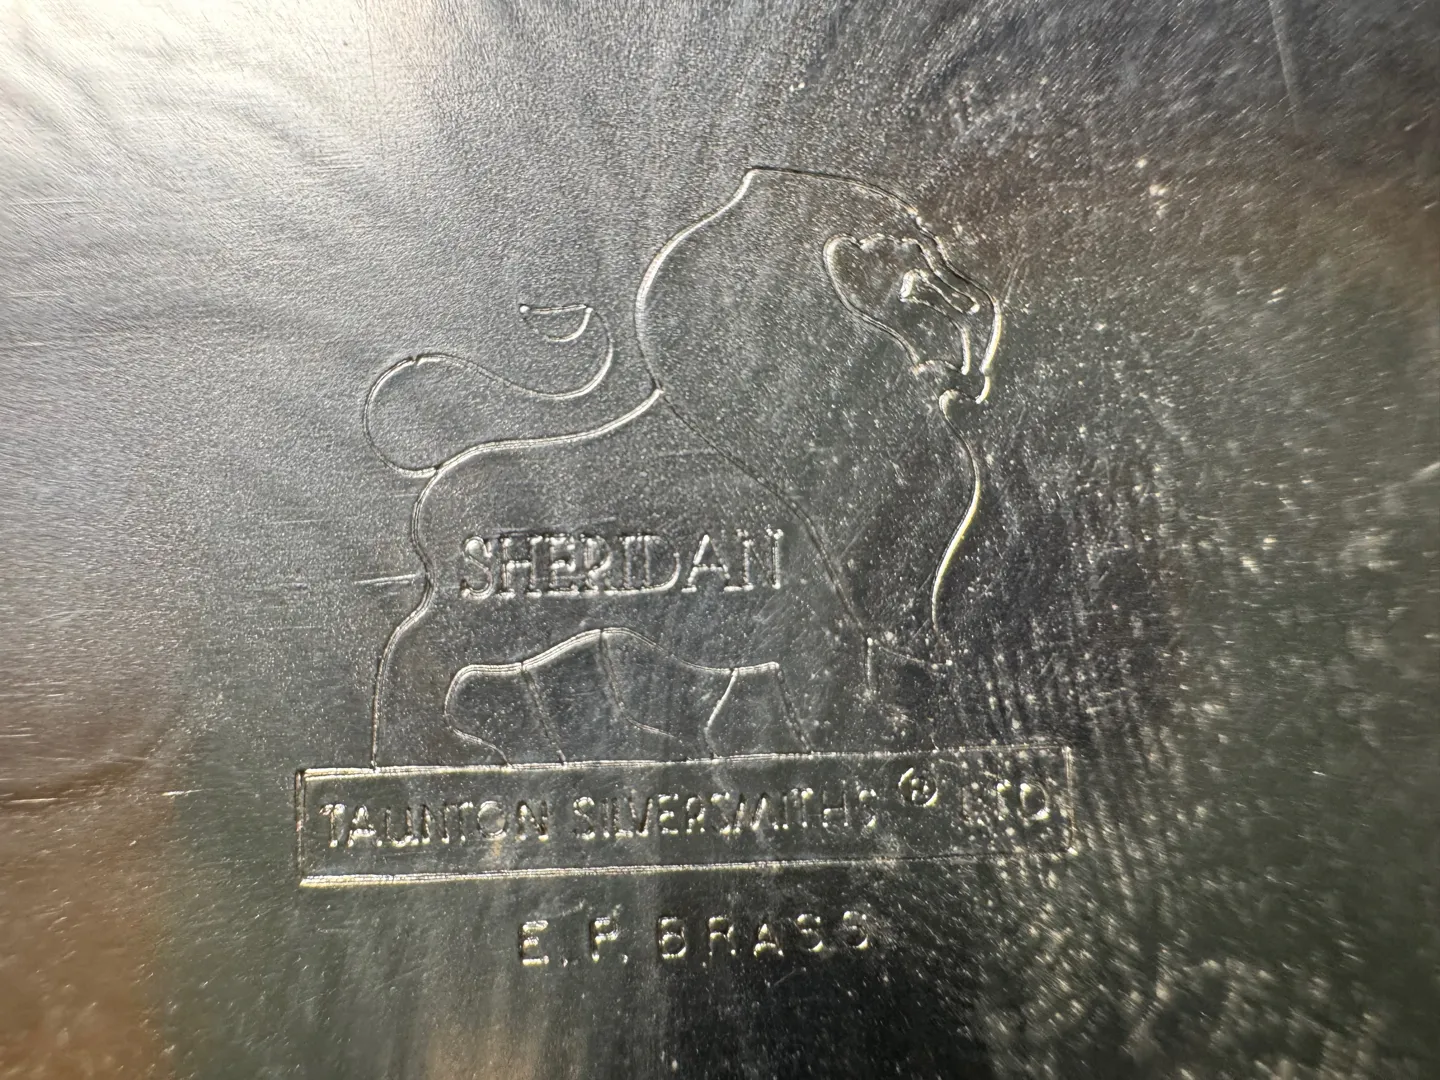 SHERIDAN
TAUNTON SILVERSMITHS ® LTD
E. P. BRASS